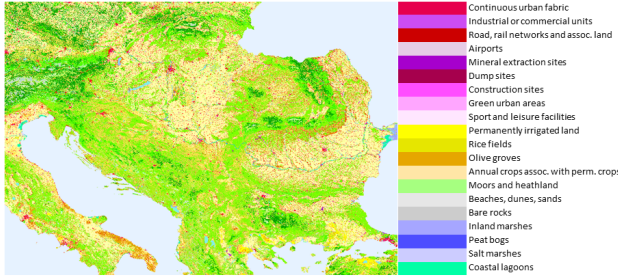 Continuous urban fabric
Industrial or commercial units
Road, rail networks and assoc. land
Airports
Mineral extraction sites
Dump sites
Construction sites
Green urban areas
Sport and leisure facilities
Permanently irrigated land
Rice fields
Olive groves
Annual crops assoc. with perm. crops
Moors and heathland
Beaches, dunes, sands
Bare rocks
Inland marshes
Peat bogs
Salt marshes
Coastal lagoons